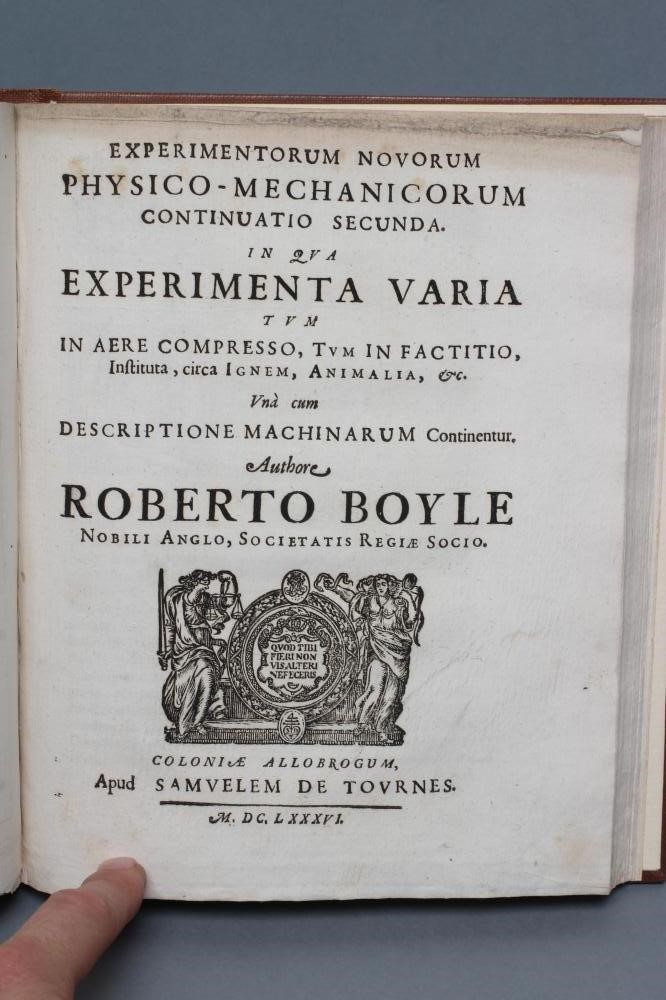 EXPERIMENTORUM NOVORUM
PHYSICO-MECHANICORUM
CONTINUATIO SECUNDA.
IN QVA
EXPERIMENTA VARIA
TVM
IN AERE COMPRESSO, TVM IN FACTITIO,
Instituta, circa IGNEM, ANIMALIA, &c.
Vnà cum
DESCRIPTIONE MACHINARUM Continentur.
Authore
ROBERTO BOYLE
NOBILI ANGLO, SOCIETATIS REGIÆ SOCIO.
QVOD TIBI
FIERI NON
VIS, ALTERI
NE FECERIS
COLONIÆ ALLOBROGUM,
Apud SAMVELEM DE TOVRNES.
M. DC. LXXXVI.